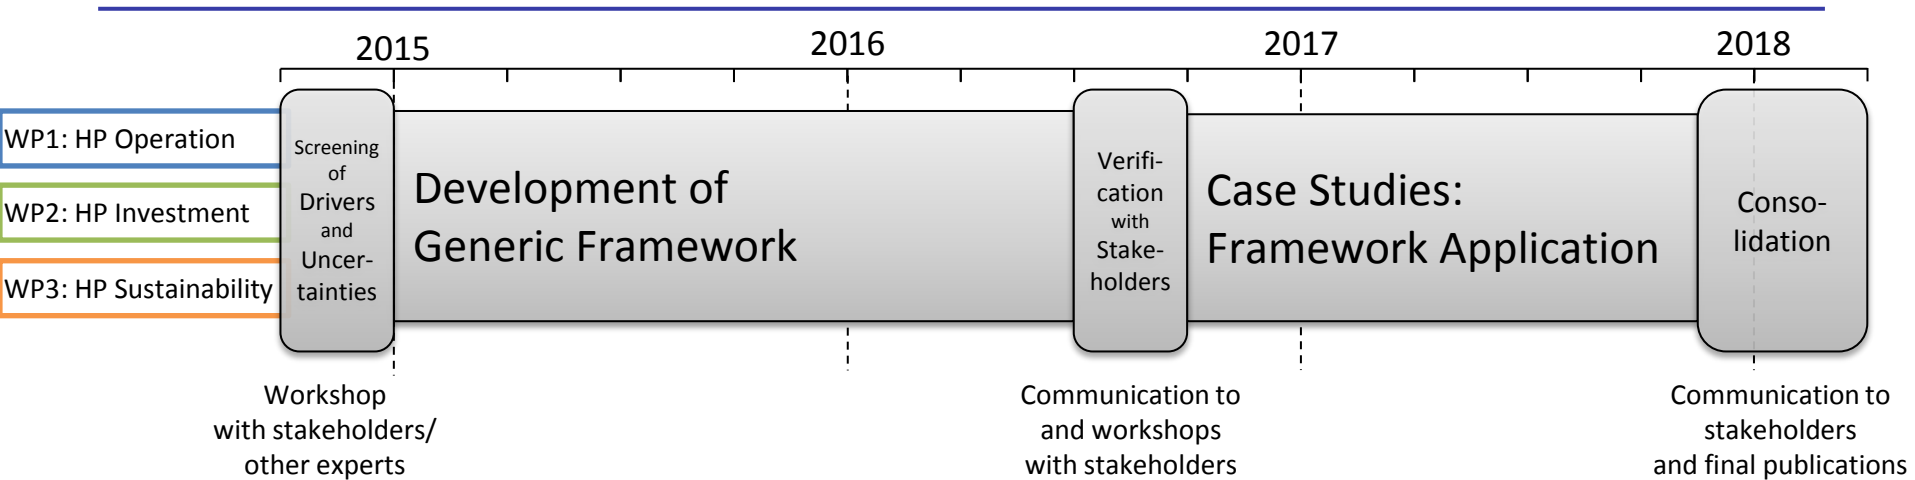 2015
2016
2017
2018
WP1: HP Operation
WP2: HP Investment
WP3: HP Sustainability
Screening
of
Drivers
and
Uncer-
tainties
Development of
Generic Framework
Verifi-
cation
with
Stake-
holders
Case Studies:
Framework Application
Conso-
lidation
Workshop
with stakeholders/
other experts
Communication to
and workshops
with stakeholders
Communication to
stakeholders
and final publications